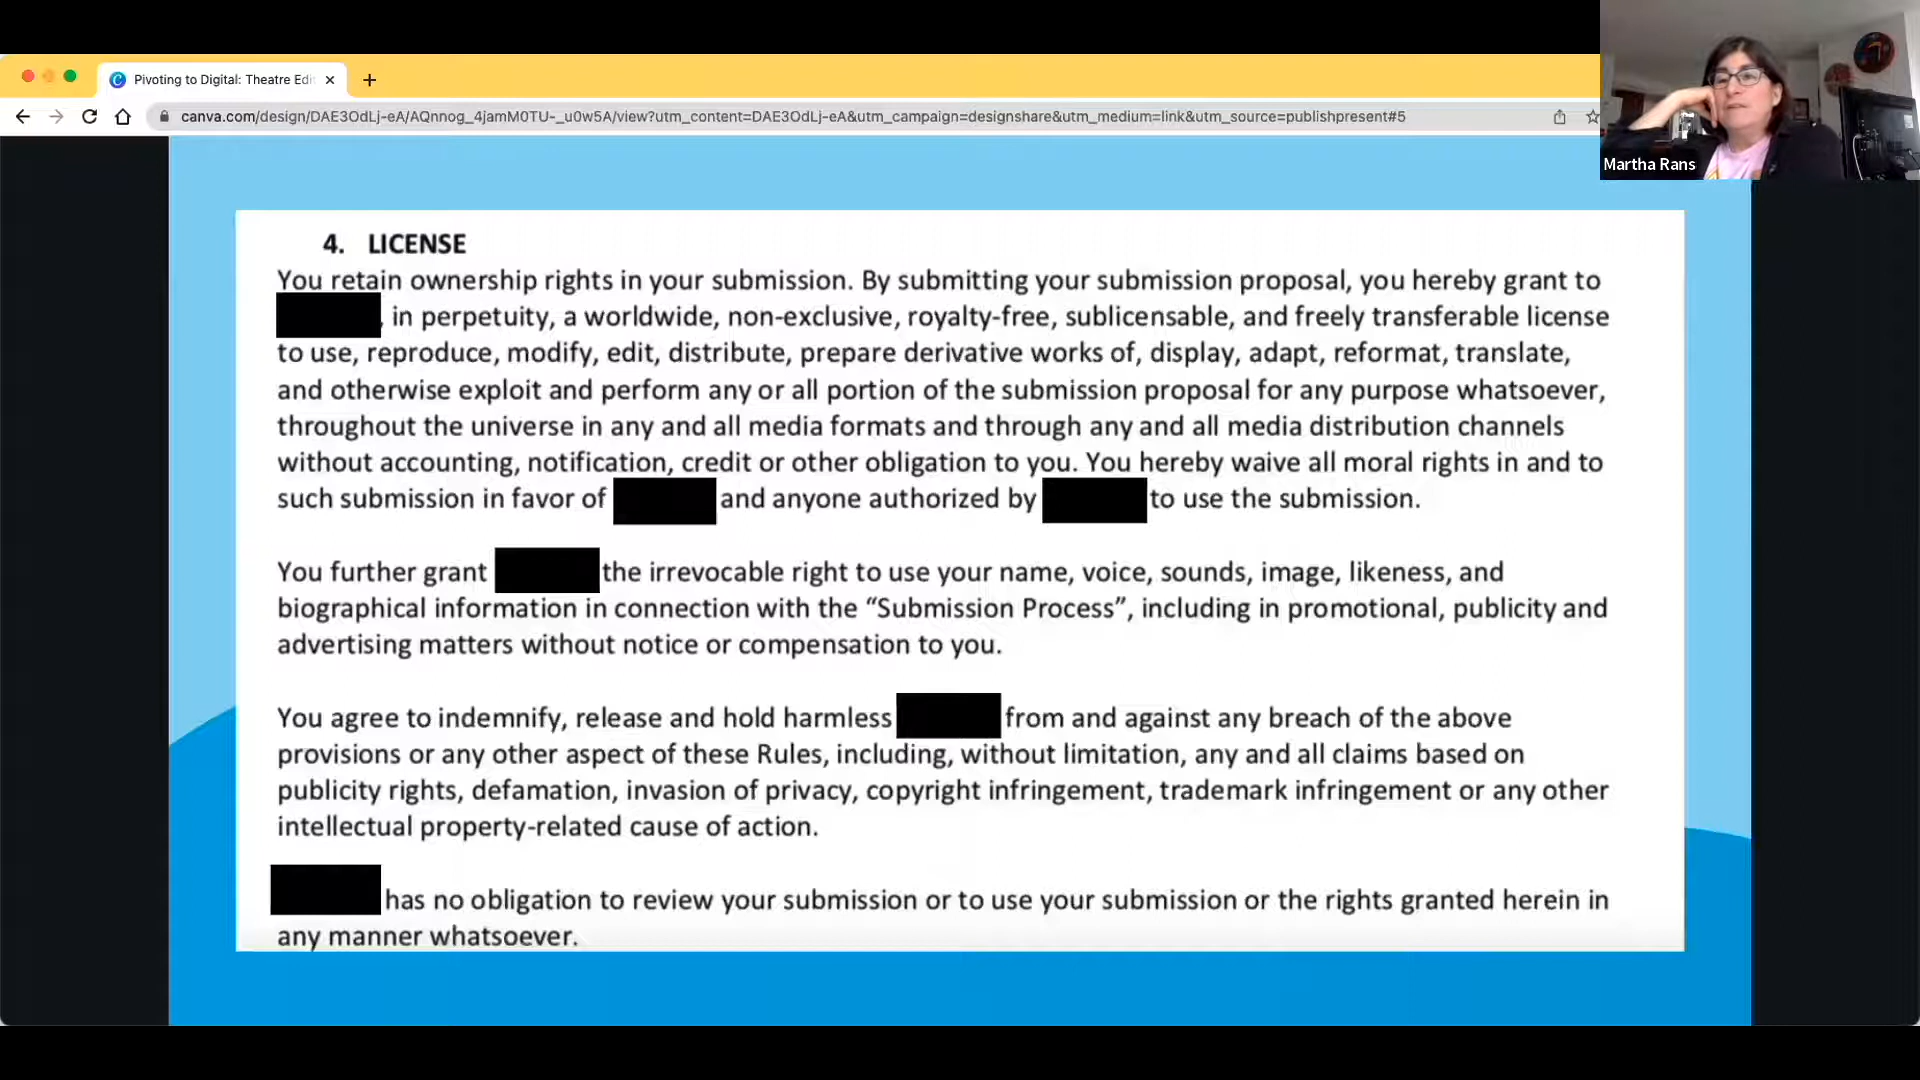 Pivoting to Digital: Theatre Edi
canva.com/design/DAE3OdLj-eA/AQnnog_4jamM0TU-_u0w5A/view?utm_content=DAE3OdLj-eA&utm_campaign=designshare&utm_medium=link&utm_source=publishpresent#5
Martha Rans
4. LICENSE
You retain ownership rights in your submission. By submitting your submission proposal, you hereby grant to
, in perpetuity, a worldwide, non-exclusive, royalty-free, sublicensable, and freely transferable license
to use, reproduce, modify, edit, distribute, prepare derivative works of, display, adapt, reformat, translate,
and otherwise exploit and perform any or all portion of the submission proposal for any purpose whatsoever,
throughout the universe in any and all media formats and through any and all media distribution channels
without accounting, notification, credit or other obligation to you. You hereby waive all moral rights in and to
such submission in favor of and anyone authorized by to use the submission.
You further grant the irrevocable right to use your name, voice, sounds, image, likeness, and
biographical information in connection with the “Submission Process”, including in promotional, publicity and
advertising matters without notice or compensation to you.
You agree to indemnify, release and hold harmless from and against any breach of the above
provisions or any other aspect of these Rules, including, without limitation, any and all claims based on
publicity rights, defamation, invasion of privacy, copyright infringement, trademark infringement or any other
intellectual property-related cause of action.
has no obligation to review your submission or to use your submission or the rights granted herein in
any manner whatsoever.